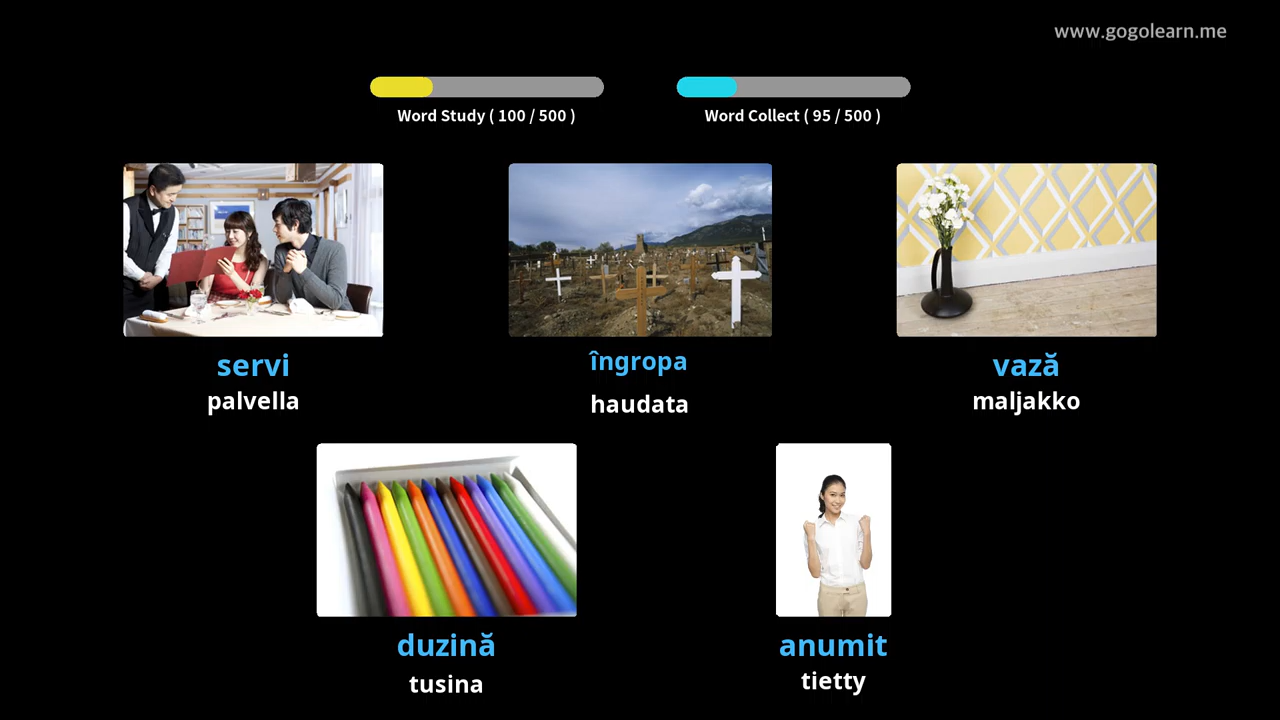 www.gogolearn.me
Word Study ( 100 / 500 )
Word Collect ( 95 / 500 )
servi
palvella
îngropa
haudata
vază
maljakko
duzină
tusina
anumit
tietty